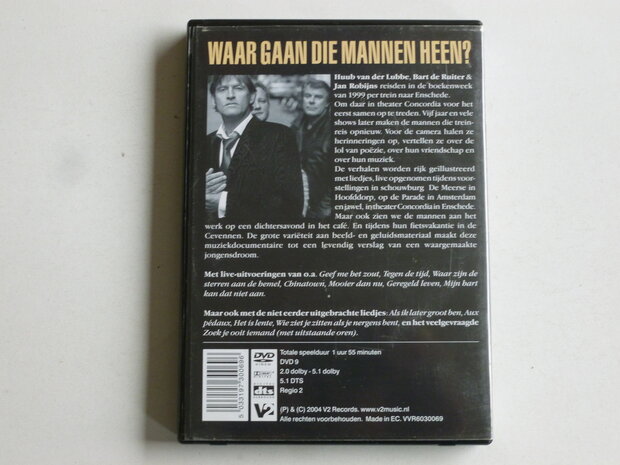 WAAR GAAN DIE MANNEN HEEN?
Huub van der Lubbe, Bart de Ruiter &
Jan Robijns reisden in de boekenweek
van 1999 per trein naar Enschede.
Om daar in theater Concordia voor het
eerst samen op te treden. Vijf jaar en vele
shows later maken de mannen die trein-
reis opnieuw. Voor de camera halen ze
herinneringen op, vertellen ze over de
lol van poëzie, over hun vriendschap en
over hun muziek.
De verhalen worden rijk geïllustreerd
met liedjes, live opgenomen tijdens voor-
stellingen in schouwburg De Meerse in
Hoofddorp, op de Parade in Amsterdam
en jawel, in theater Concordia in Enschede.
Maar ook zien we de mannen aan het
werk op een dichtersavond in het café. En tijdens hun fietsvakantie in de
Cevennen. De grote variëteit aan beeld- en geluidsmateriaal maakt deze
muziekdocumentaire tot een levendig verslag van een waargemaakte
jongensdroom.
Met live-uitvoeringen van o.a. Geef me het zout, Tegen de tijd, Waar zijn de
sterren aan de hemel, Chinatown, Mooier dan nu, Geregeld leven, Mijn hart
kan dat niet aan.
Maar ook met de niet eerder uitgebrachte liedjes: Als ik later groot ben, Aux
pédaux, Het is lente, Wie ziet je zitten als je nergens bent, en het veelgevraagde
Zoek je ooit iemand (met uitstaande oren).
5 033197 300696
DVD
VIDEO
dts
V2
Totale speelduur 1 uur 55 minuten
DVD 9
2.0 dolby - 5.1 dolby
5.1 DTS
Regio 2
(P) & (C) 2004 V2 Records. www.v2music.nl
Alle rechten voorbehouden. Made in EC. VVR6030069